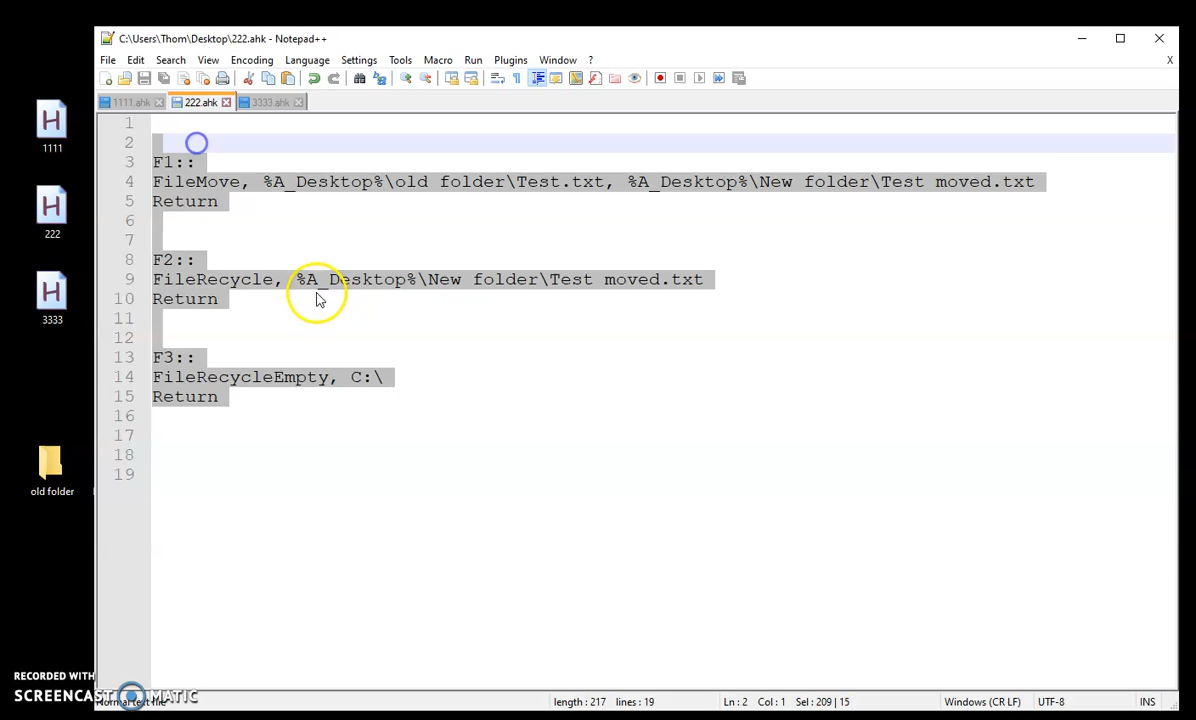 C:\Users\Thom\Desktop\222.ahk - Notepad++
File Edit Search View Encoding Language Settings Tools Macro Run Plugins Window ? X
1111.ahk 222.ahk 3333.ahk
1
2
3 F1::
4 FileMove, %A_Desktop%\old folder\Test.txt, %A_Desktop%\New folder\Test moved.txt
5 Return
6
7
8 F2::
9 FileRecycle, %A_Desktop%\New folder\Test moved.txt
10 Return
11
12
13 F3::
14 FileRecycleEmpty, C:\
15 Return
16
17
18
19
H
1111
H
222
H
3333
old folder
RECORDED WITH
SCREENCAST MATIC
Normal text file length : 217 lines : 19 Ln : 2 Col : 1 Sel : 209 | 15 Windows (CR LF) UTF-8 INS